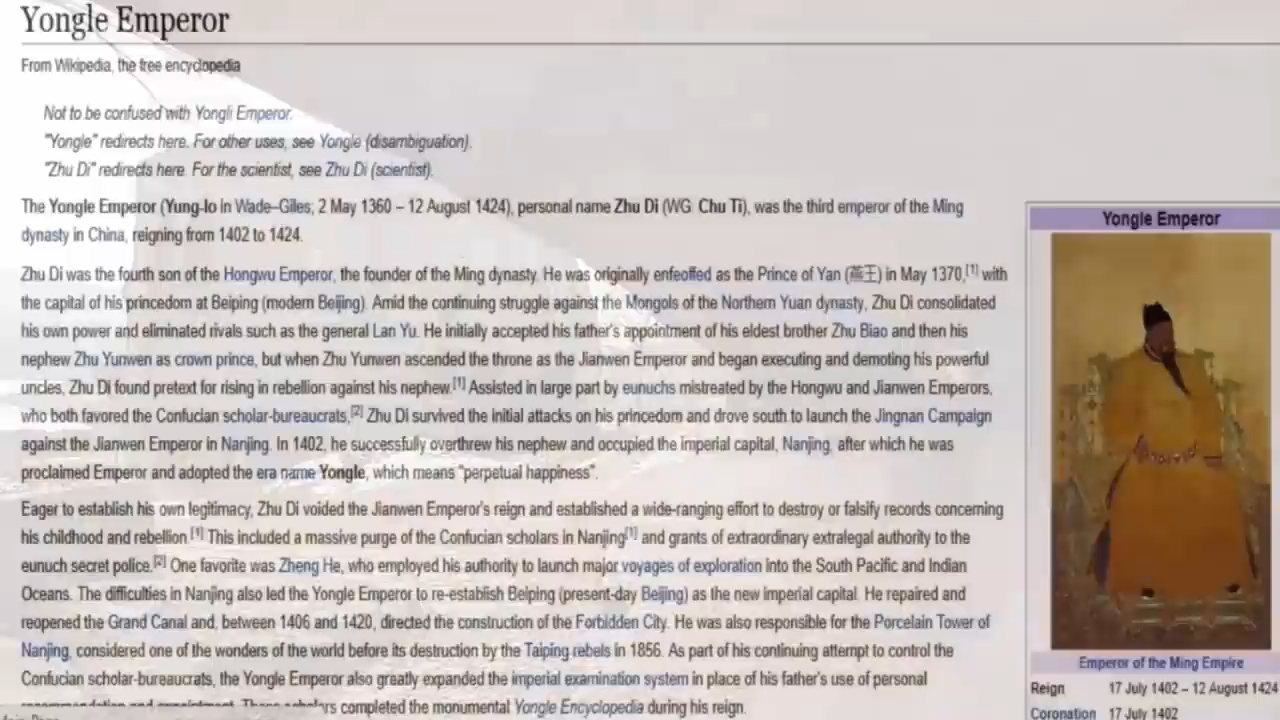 Yongle Emperor
From Wikipedia, the free encyclopedia
Not to be confused with Yongli Emperor.
"Yongle" redirects here. For other uses, see Yongle (disambiguation).
"Zhu Di" redirects here. For the scientist, see Zhu Di (scientist).
The Yongle Emperor (Yung-lo in Wade–Giles; 2 May 1360 – 12 August 1424), personal name Zhu Di (WG: Chu Ti), was the third emperor of the Ming
dynasty in China, reigning from 1402 to 1424.
Zhu Di was the fourth son of the Hongwu Emperor, the founder of the Ming dynasty. He was originally enfeoffed as the Prince of Yan (燕王) in May 1370,[1] with
the capital of his princedom at Beiping (modern Beijing). Amid the continuing struggle against the Mongols of the Northern Yuan dynasty, Zhu Di consolidated
his own power and eliminated rivals such as the general Lan Yu. He initially accepted his father's appointment of his eldest brother Zhu Biao and then his
nephew Zhu Yunwen as crown prince, but when Zhu Yunwen ascended the throne as the Jianwen Emperor and began executing and demoting his powerful
uncles, Zhu Di found pretext for rising in rebellion against his nephew.[1] Assisted in large part by eunuchs mistreated by the Hongwu and Jianwen Emperors,
who both favored the Confucian scholar-bureaucrats,[2] Zhu Di survived the initial attacks on his princedom and drove south to launch the Jingnan Campaign
against the Jianwen Emperor in Nanjing. In 1402, he successfully overthrew his nephew and occupied the imperial capital, Nanjing, after which he was
proclaimed Emperor and adopted the era name Yongle, which means "perpetual happiness".
Eager to establish his own legitimacy, Zhu Di voided the Jianwen Emperor's reign and established a wide-ranging effort to destroy or falsify records concerning
his childhood and rebellion.[1] This included a massive purge of the Confucian scholars in Nanjing[1] and grants of extraordinary extralegal authority to the
eunuch secret police.[2] One favorite was Zheng He, who employed his authority to launch major voyages of exploration into the South Pacific and Indian
Oceans. The difficulties in Nanjing also led the Yongle Emperor to re-establish Beiping (present-day Beijing) as the new imperial capital. He repaired and
reopened the Grand Canal and, between 1406 and 1420, directed the construction of the Forbidden City. He was also responsible for the Porcelain Tower of
Nanjing, considered one of the wonders of the world before its destruction by the Taiping rebels in 1856. As part of his continuing attempt to control the
Confucian scholar-bureaucrats, the Yongle Emperor also greatly expanded the imperial examination system in place of his father's use of personal
completed the monumental Yongle Encyclopedia during his reign.
Yongle Emperor
Emperor of the Ming Empire
Reign 17 July 1402 – 12 August 1424
Coronation 17 July 1402